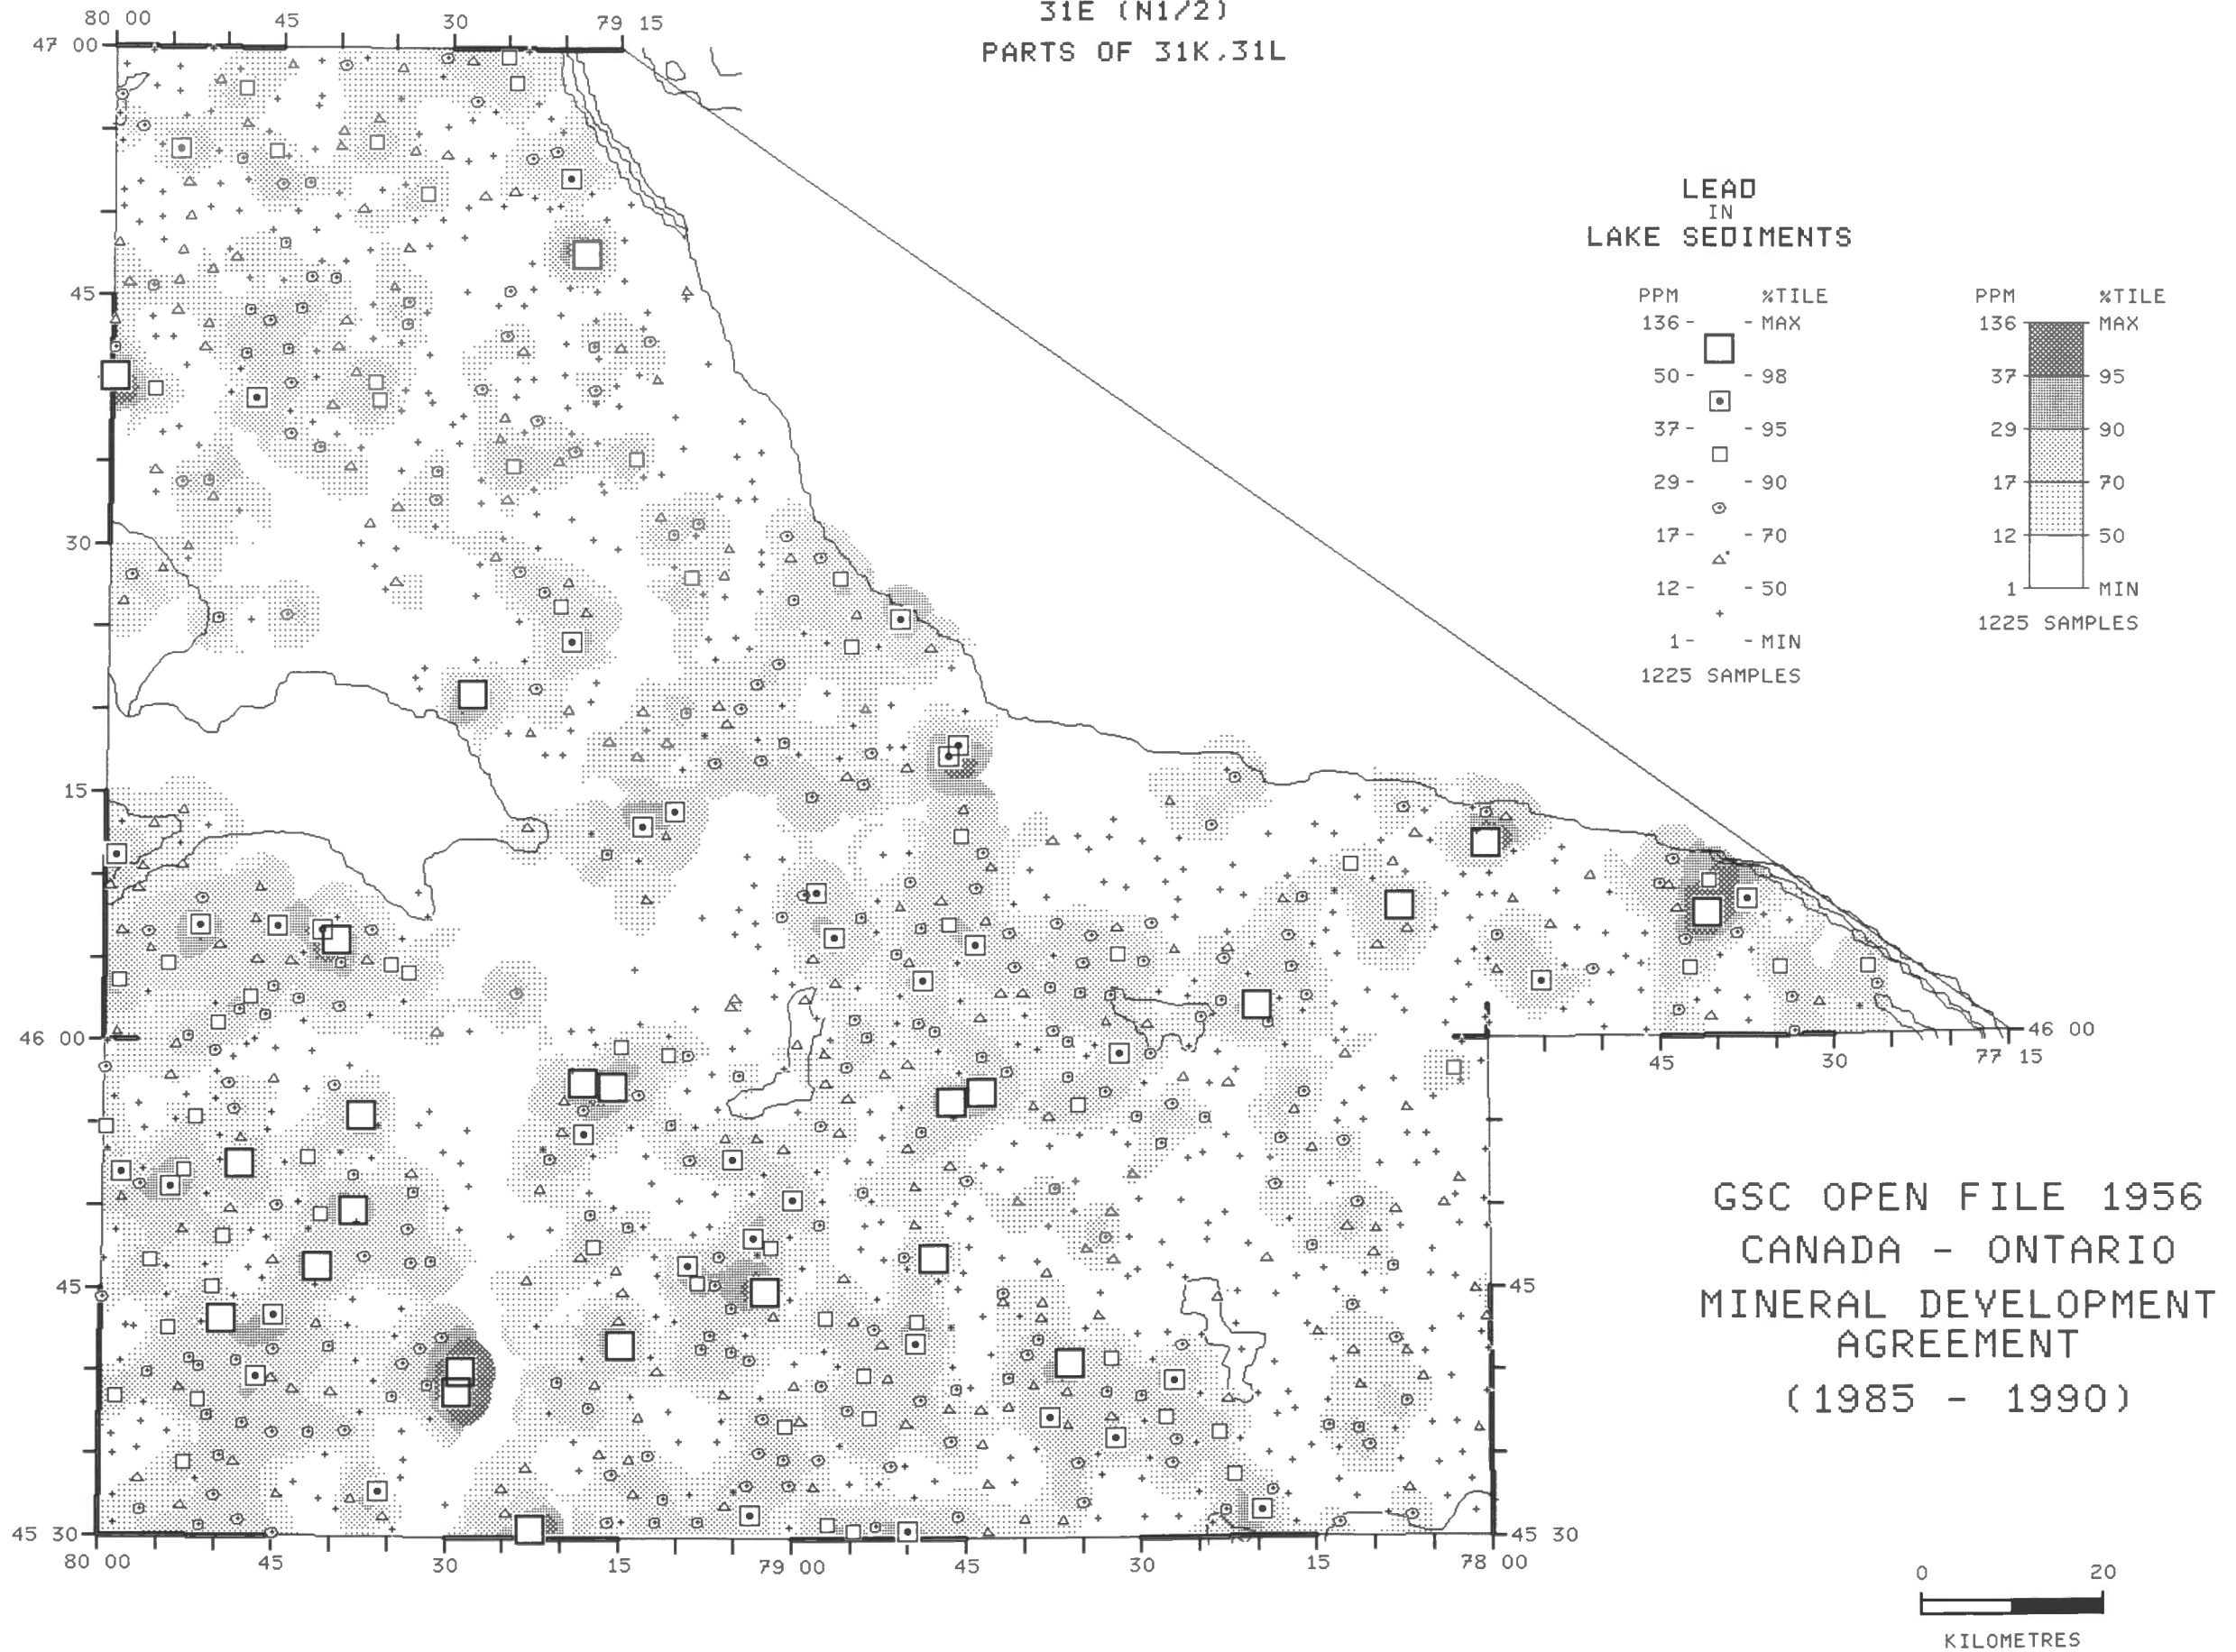 31E (N1/2)
PARTS OF 31K,31L
80 00 45 30 79 15
47 00
45
30
15
46 00
45
45 30
80 00 45 30 15 79 00 45 30 15 78 00
45
45 30
46 00
45 30 77 15
LEAD
IN
LAKE SEDIMENTS
PPM %TILE
136 - - MAX
50 - - 98
37 - - 95
29 - - 90
17 - - 70
12 - - 50
1 - - MIN
1225 SAMPLES
PPM %TILE
136 MAX
37 95
29 90
17 70
12 50
1 MIN
1225 SAMPLES
GSC OPEN FILE 1956
CANADA - ONTARIO
MINERAL DEVELOPMENT
AGREEMENT
(1985 - 1990)
0 20
KILOMETRES